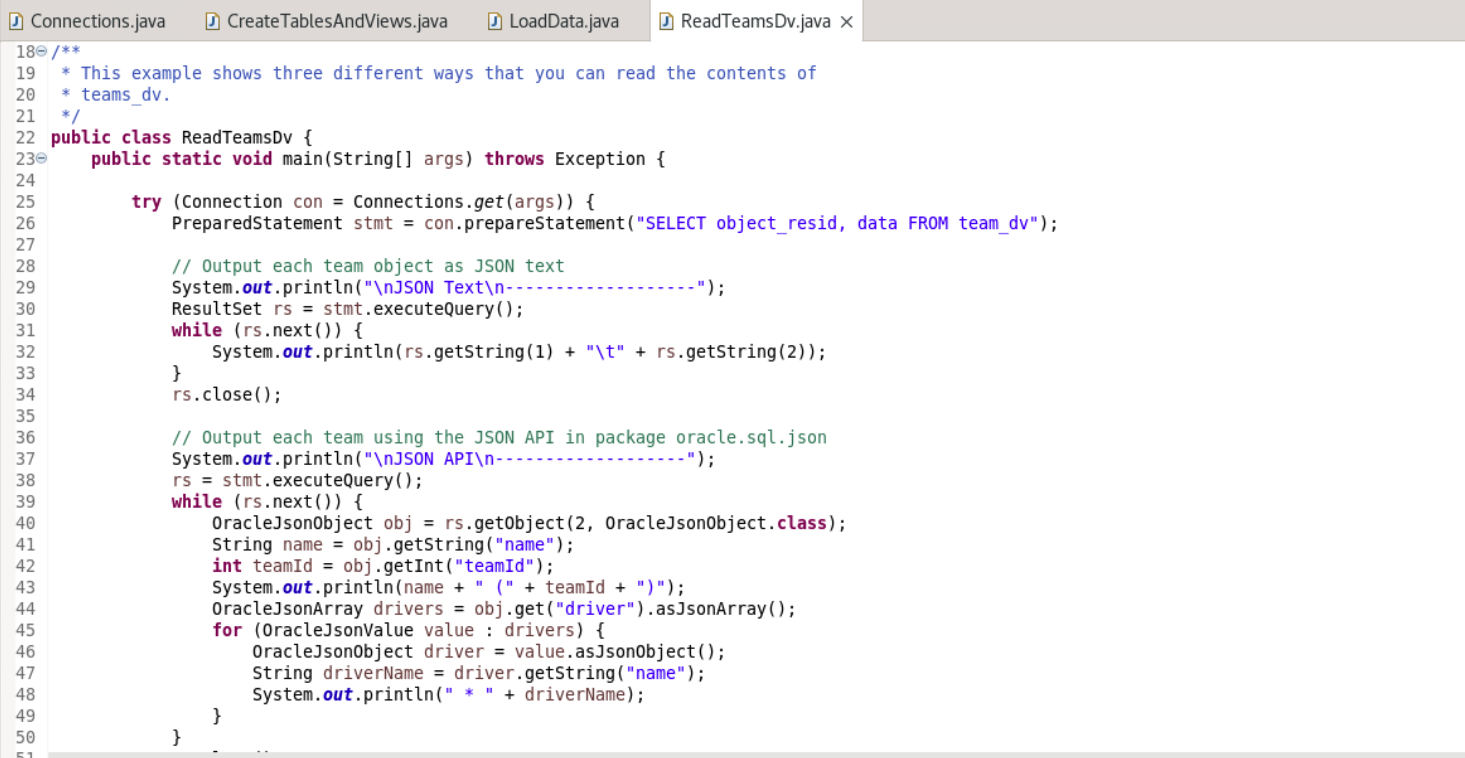 Connections.java CreateTablesAndViews.java LoadData.java ReadTeamsDv.java
18 /**
19  * This example shows three different ways that you can read the contents of
20  * teams_dv.
21  */
22 public class ReadTeamsDv {
23     public static void main(String[] args) throws Exception {
24
25         try (Connection con = Connections.get(args)) {
26             PreparedStatement stmt = con.prepareStatement("SELECT object_resid, data FROM team_dv");
27
28             // Output each team object as JSON text
29             System.out.println("\nJSON Text\n-------------------");
30             ResultSet rs = stmt.executeQuery();
31             while (rs.next()) {
32                 System.out.println(rs.getString(1) + "\t" + rs.getString(2));
33             }
34             rs.close();
35
36             // Output each team using the JSON API in package oracle.sql.json
37             System.out.println("\nJSON API\n-------------------");
38             rs = stmt.executeQuery();
39             while (rs.next()) {
40                 OracleJsonObject obj = rs.getObject(2, OracleJsonObject.class);
41                 String name = obj.getString("name");
42                 int teamId = obj.getInt("teamId");
43                 System.out.println(name + " (" + teamId + ")");
44                 OracleJsonArray drivers = obj.get("driver").asJsonArray();
45                 for (OracleJsonValue value : drivers) {
46                     OracleJsonObject driver = value.asJsonObject();
47                     String driverName = driver.getString("name");
48                     System.out.println(" * " + driverName);
49                 }
50             }